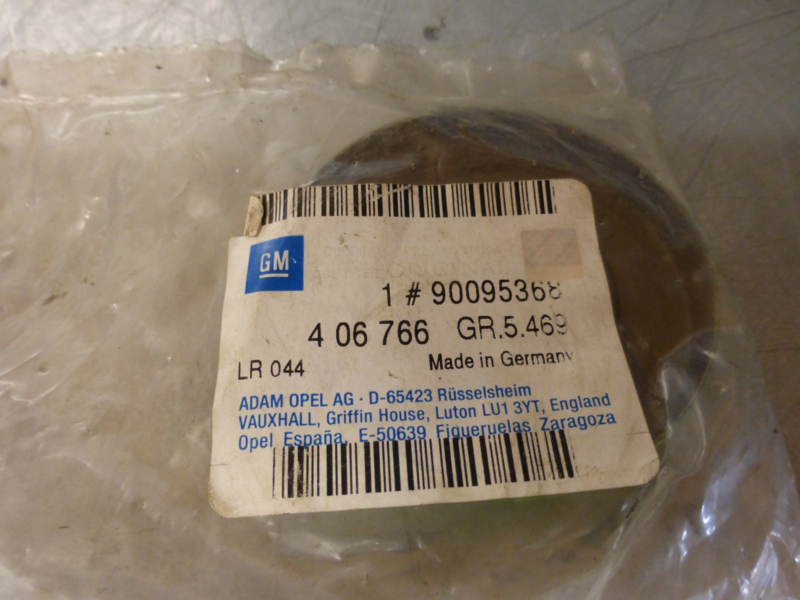 GM
1 # 90095368
4 06 766 GR.5.469
LR 044 Made in Germany
ADAM OPEL AG · D-65423 Rüsselsheim
VAUXHALL, Griffin House, Luton LU1 3YT, England
Opel España, E-50639 Figueruelas Zaragoza